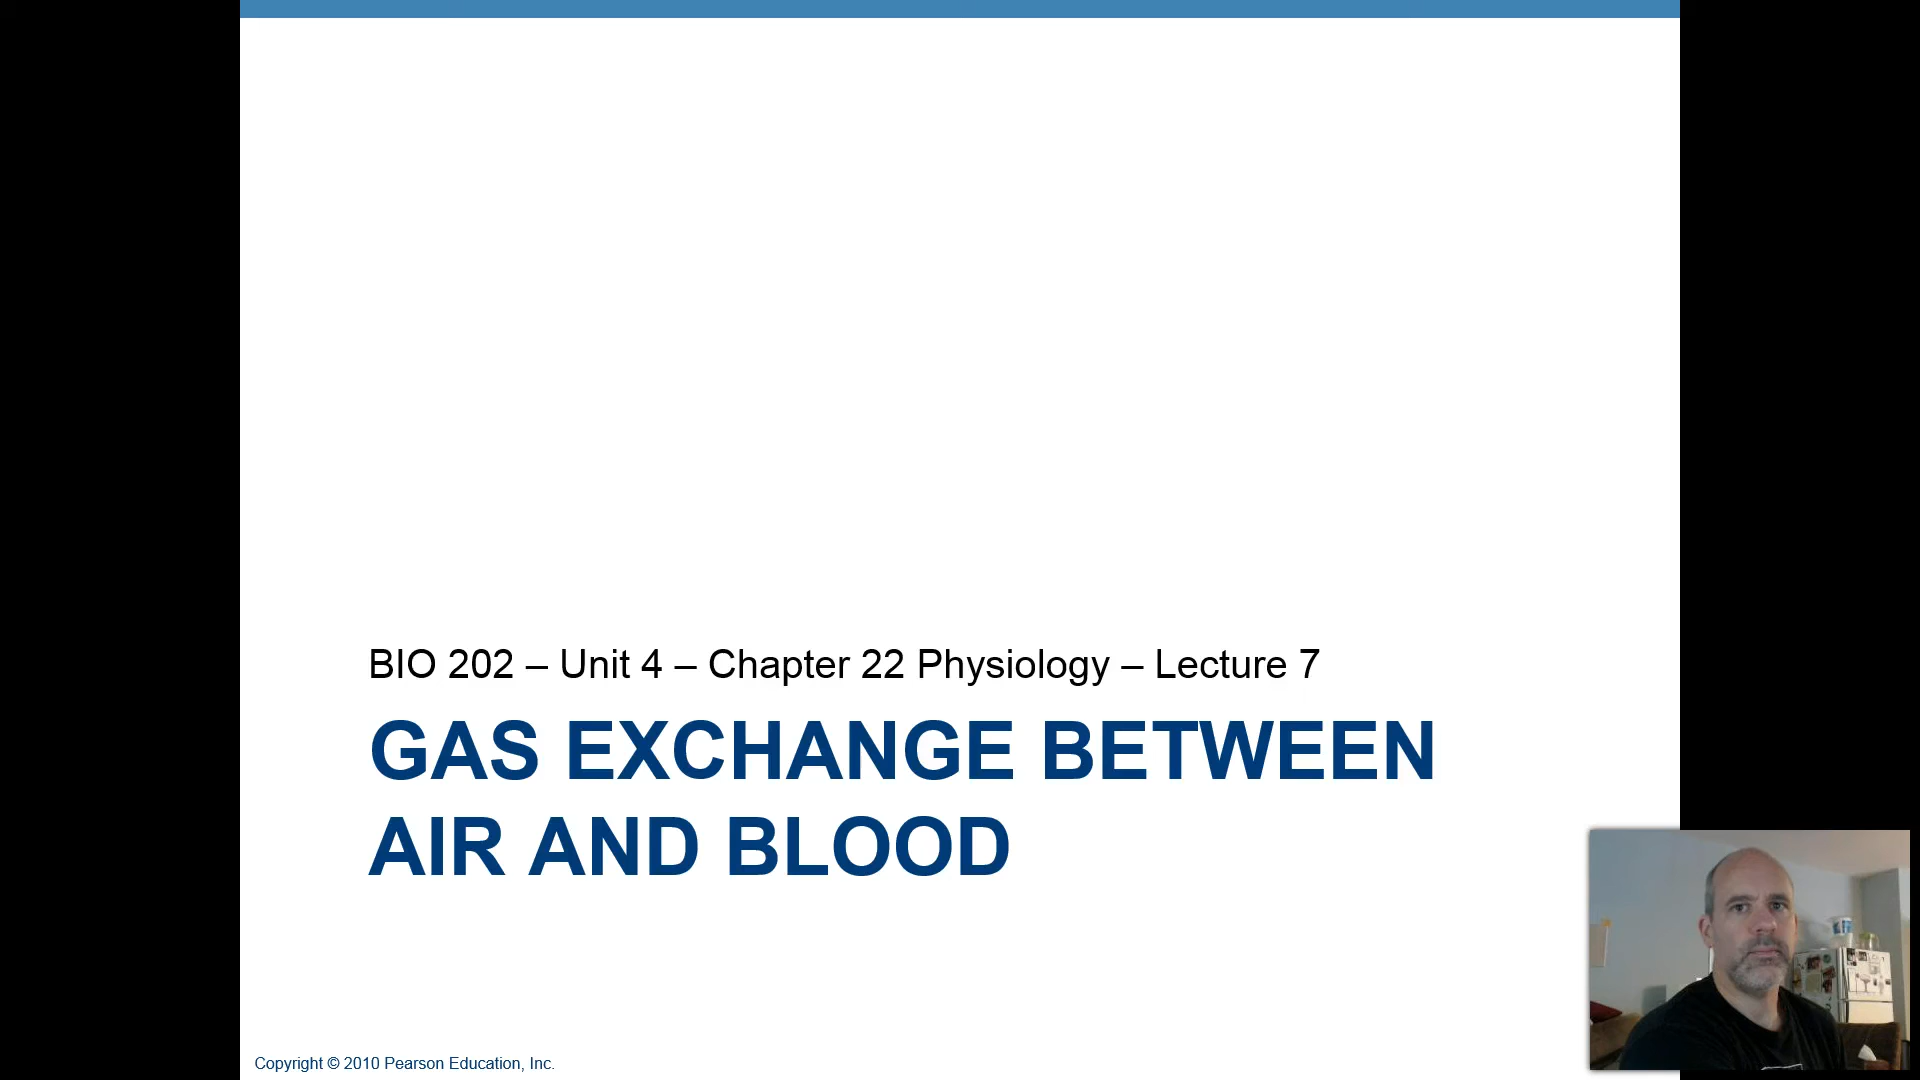 BIO 202 – Unit 4 – Chapter 22 Physiology – Lecture 7
GAS EXCHANGE BETWEEN
AIR AND BLOOD
Copyright © 2010 Pearson Education, Inc.